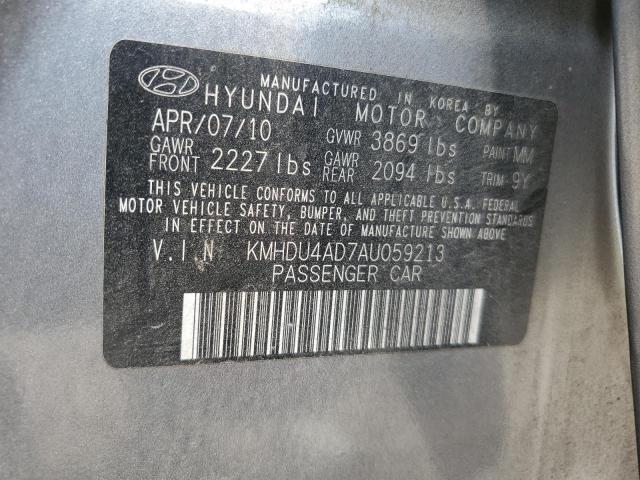 MANUFACTURED IN KOREA BY
HYUNDAI MOTOR COMPANY
APR/07/10 GVWR 3869 lbs PAINT MM
GAWR FRONT 2227 lbs GAWR REAR 2094 lbs TRIM 9Y
THIS VEHICLE CONFORMS TO ALL APPLICABLE U.S.A. FEDERAL
MOTOR VEHICLE SAFETY, BUMPER, AND THEFT PREVENTION STANDARDS
IN EFFECT ON THE DATE OF MANUFACTURE SHOWN ABOVE.
V.I.N KMHDU4AD7AU059213
PASSENGER CAR